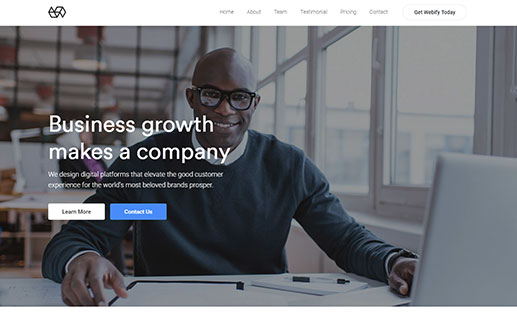 Home About Team Testimonial Pricing Contact Get Webify Today
Business growth
makes a company
We design digital platforms that elevate the good customer
experience for the world's most beloved brands prosper.
Learn More Contact Us